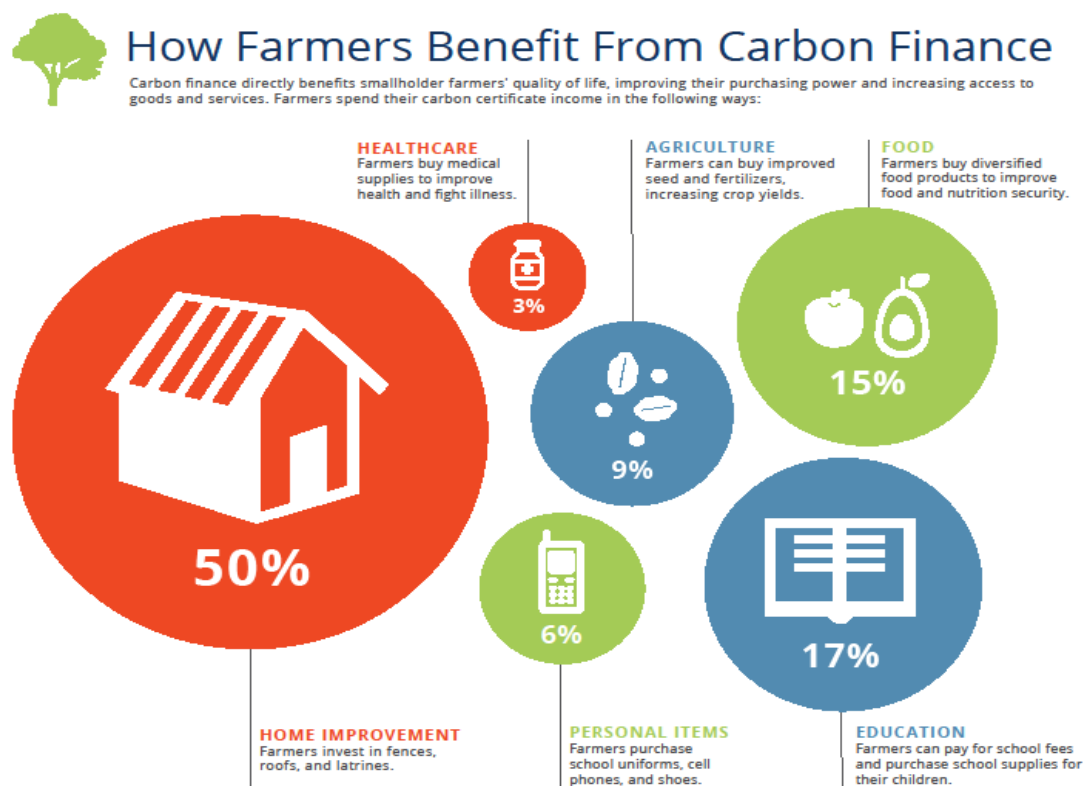 How Farmers Benefit From Carbon Finance
Carbon finance directly benefits smallholder farmers' quality of life, improving their purchasing power and increasing access to
goods and services. Farmers spend their carbon certificate income in the following ways:
HEALTHCARE
Farmers buy medical
supplies to improve
health and fight illness.
AGRICULTURE
Farmers can buy improved
seed and fertilizers,
increasing crop yields.
FOOD
Farmers buy diversified
food products to improve
food and nutrition security.
3%
15%
9%
50%
6%
17%
HOME IMPROVEMENT
Farmers invest in fences,
roofs, and latrines.
PERSONAL ITEMS
Farmers purchase
school uniforms, cell
phones, and shoes.
EDUCATION
Farmers can pay for school fees
and purchase school supplies for
their children.